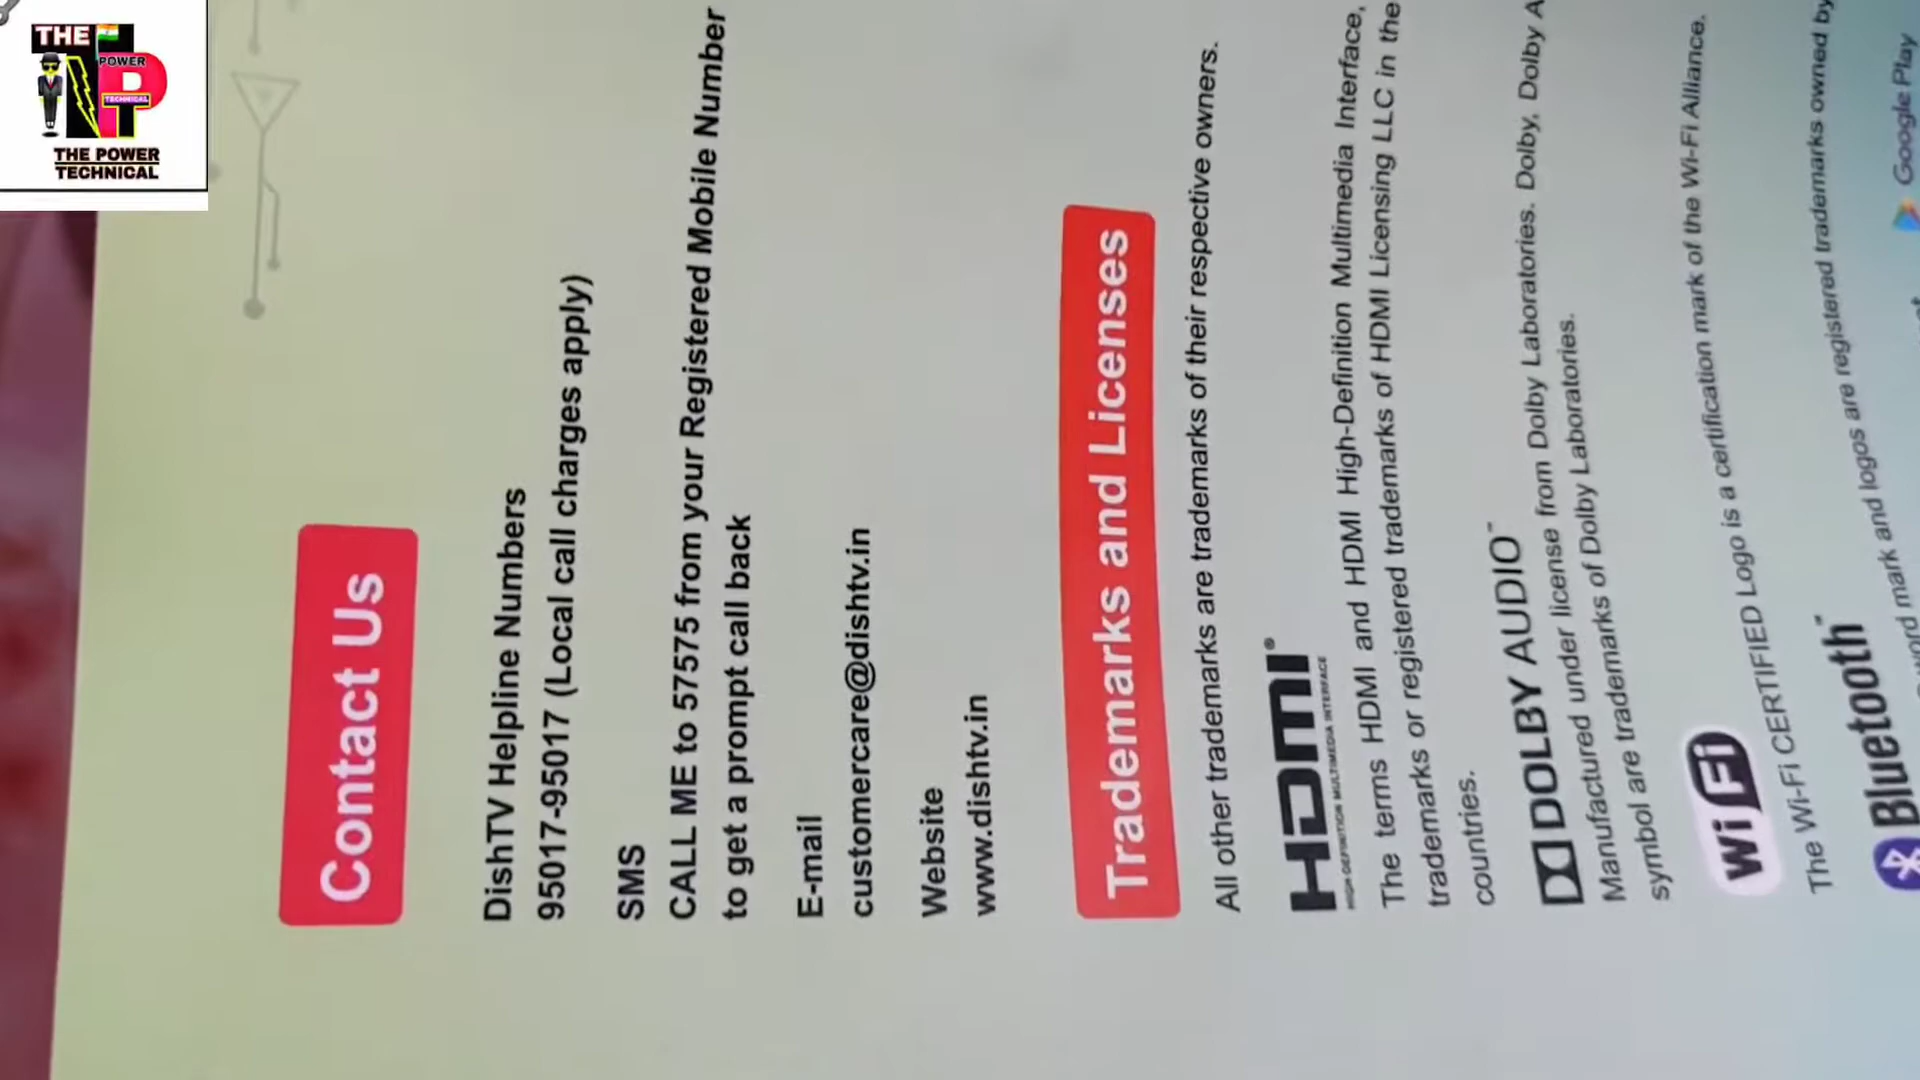 THE
POWER
TECHNICAL
THE POWER
TECHNICAL
Contact Us
DishTV Helpline Numbers
95017-95017 (Local call charges apply)
SMS
CALL ME to 57575 from your Registered Mobile Number
to get a prompt call back
E-mail
customercare@dishtv.in
Website
www.dishtv.in
Trademarks and Licenses
All other trademarks are trademarks of their respective owners.
HDMI®
HIGH-DEFINITION MULTIMEDIA INTERFACE
The terms HDMI and HDMI High-Definition Multimedia Interface,
trademarks or registered trademarks of HDMI Licensing LLC in the
countries.
DOLBY AUDIO™
Manufactured under license from Dolby Laboratories. Dolby, Dolby A
symbol are trademarks of Dolby Laboratories.
Wi Fi
The Wi-Fi CERTIFIED Logo is a certification mark of the Wi-Fi Alliance.
Bluetooth™
word mark and logos are registered trademarks owned by
Google Play